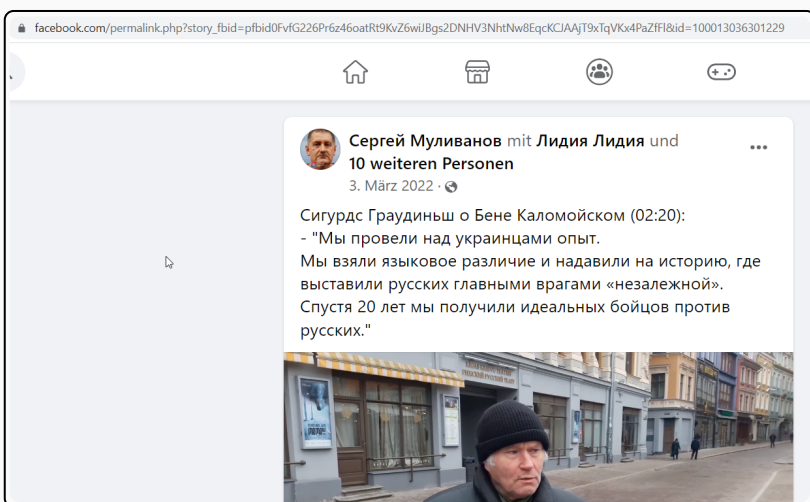 facebook.com/permalink.php?story_fbid=pfbid0FvfG226Pr6z46oatRt9KvZ6wiJBgs2DNHV3NhtNw8EqcKCJAAjT9xTqVKx4PaZfFl&id=100013036301229
Сергей Муливанов mit Лидия Лидия und
10 weiteren Personen
3. März 2022 ·
Сигурдс Граудиньш о Бене Каломойском (02:20):
- "Мы провели над украинцами опыт.
Мы взяли языковое различие и надавили на историю, где
выставили русских главными врагами «незалежной».
Спустя 20 лет мы получили идеальных бойцов против
русских."